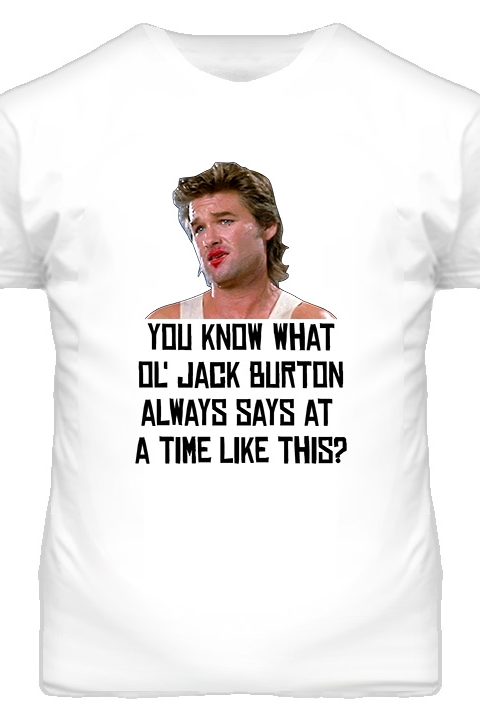 YOU KNOW WHAT
OL' JACK BURTON
ALWAYS SAYS AT
A TIME LIKE THIS?